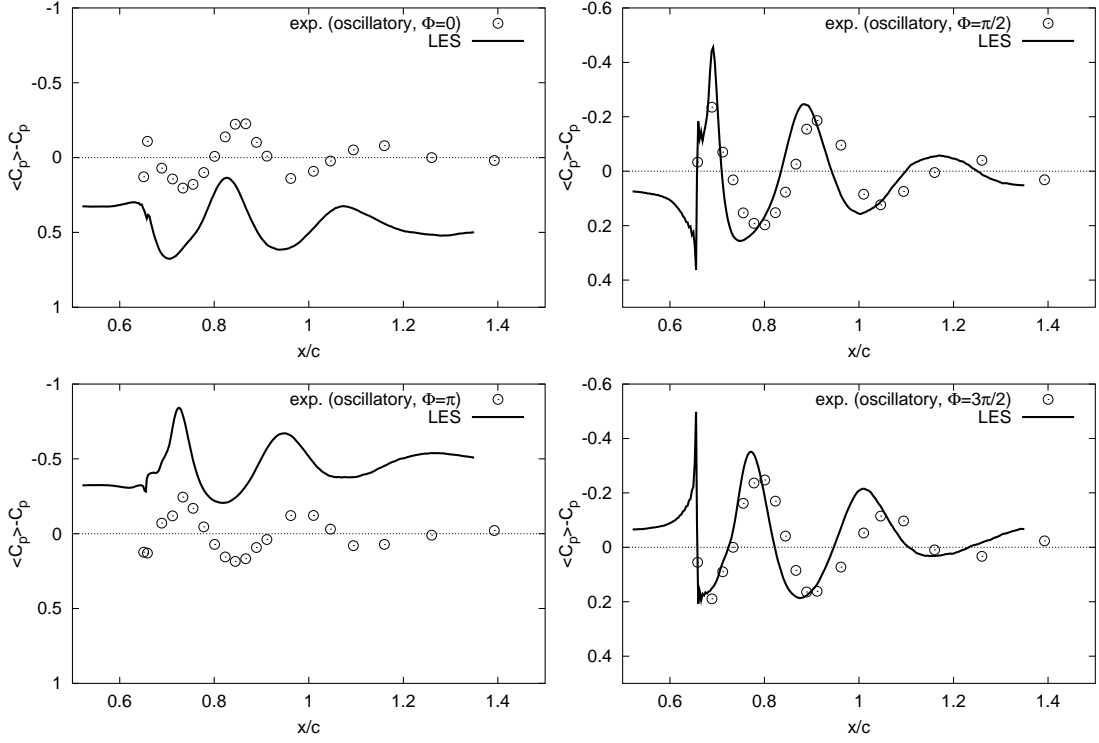 -1
-0.5
0
0.5
1
0.6
0.8
1
1.2
1.4
<Cp>-Cp
x/c
exp. (oscillatory, Φ=0)
LES
-0.6
-0.4
-0.2
0
0.2
0.4
0.6
0.8
1
1.2
1.4
<Cp>-Cp
x/c
exp. (oscillatory, Φ=π/2)
LES
-1
-0.5
0
0.5
1
0.6
0.8
1
1.2
1.4
<Cp>-Cp
x/c
exp. (oscillatory, Φ=π)
LES
-0.6
-0.4
-0.2
0
0.2
0.4
0.6
0.8
1
1.2
1.4
<Cp>-Cp
x/c
exp. (oscillatory, Φ=3π/2)
LES